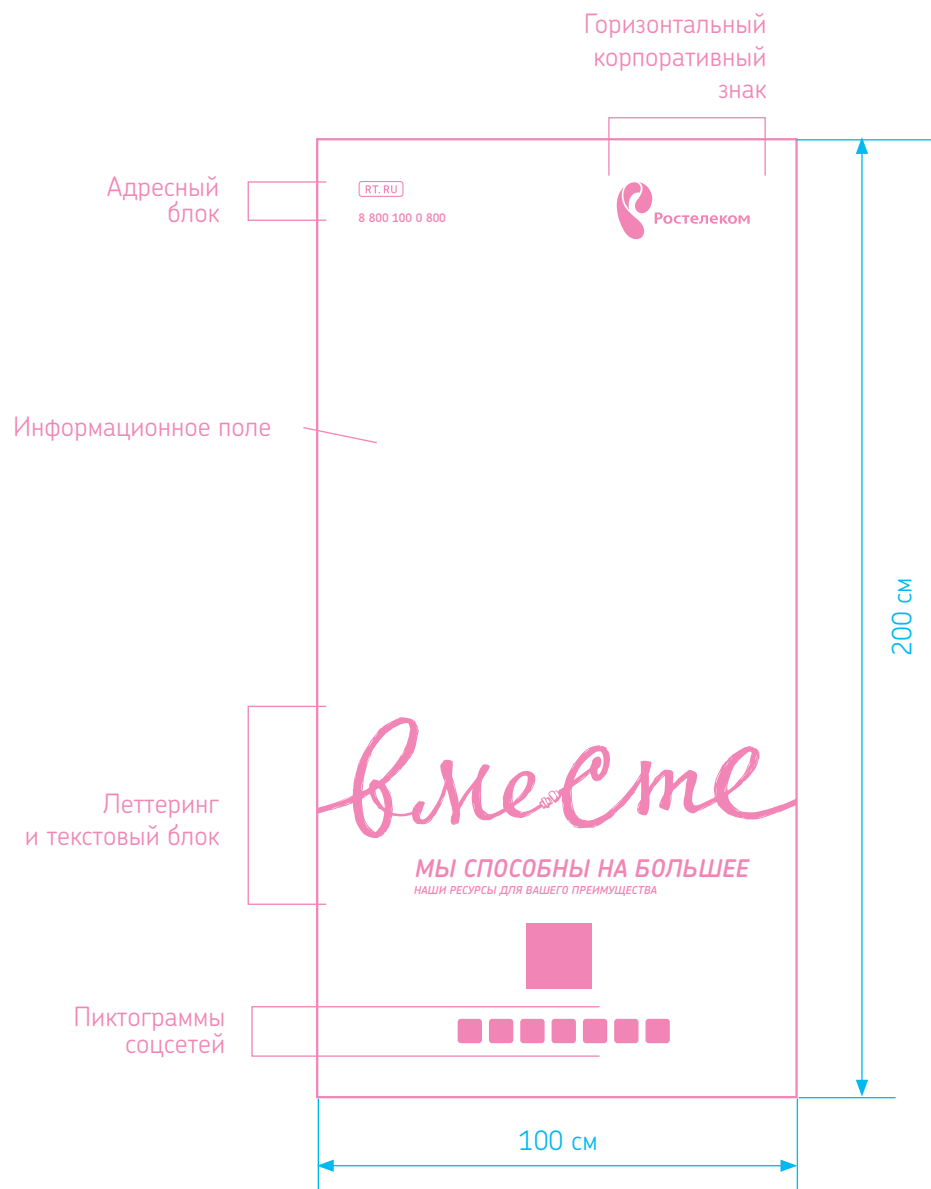 Горизонтальный
корпоративный
знак
Адресный
блок
RT.RU
8 800 100 0 800
Ростелеком
Информационное поле
200 см
вместе
Леттеринг
и текстовый блок
МЫ СПОСОБНЫ НА БОЛЬШЕЕ
НАШИ РЕСУРСЫ ДЛЯ ВАШЕГО ПРЕИМУЩЕСТВА
Пиктограммы
соцсетей
100 см